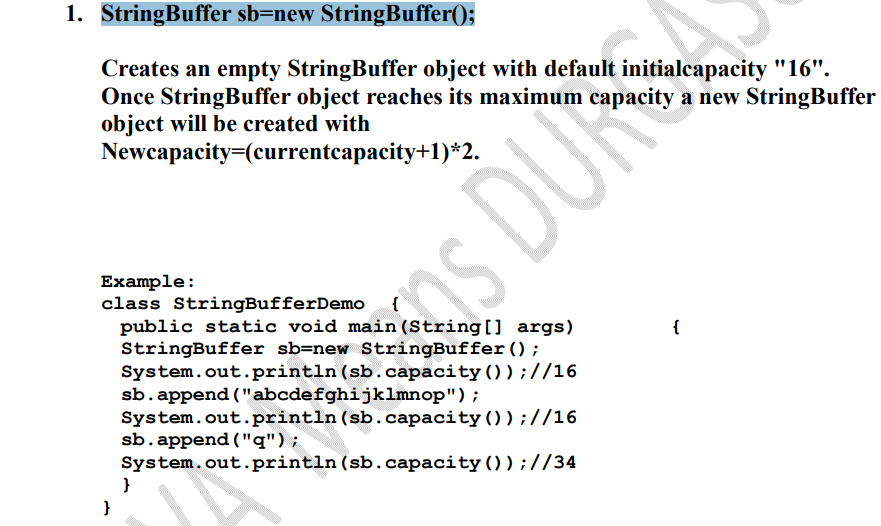 1. StringBuffer sb=new StringBuffer();
Creates an empty StringBuffer object with default initialcapacity "16".
Once StringBuffer object reaches its maximum capacity a new StringBuffer
object will be created with
Newcapacity=(currentcapacity+1)*2.
Example:
class StringBufferDemo {
public static void main(String[] args) {
StringBuffer sb=new StringBuffer();
System.out.println(sb.capacity());//16
sb.append("abcdefghijklmnop");
System.out.println(sb.capacity());//16
sb.append("q");
System.out.println(sb.capacity());//34
}
}
VA Means DURGASO